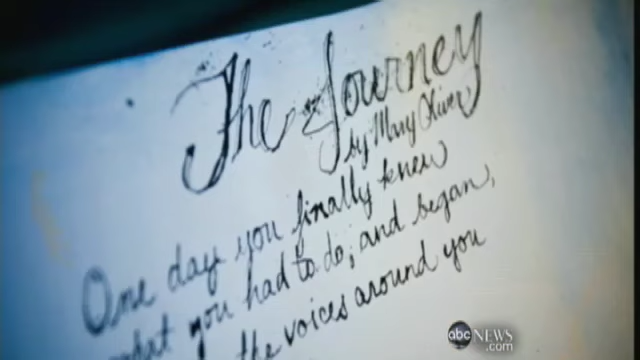 The Journey
by Mary Oliver
One day you finally knew
what you had to do, and began,
the voices around you
abc NEWS
.com